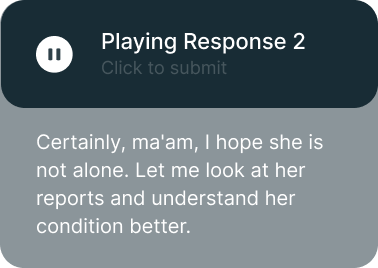 Playing Response 2
Click to submit
Certainly, ma'am, I hope she is
not alone. Let me look at her
reports and understand her
condition better.